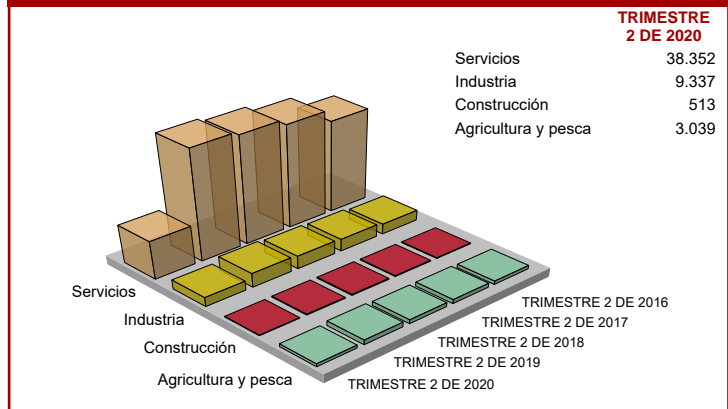 TRIMESTRE
2 DE 2020
Servicios 38.352
Industria 9.337
Construcción 513
Agricultura y pesca 3.039
Servicios
Industria
Construcción
Agricultura y pesca
TRIMESTRE 2 DE 2016
TRIMESTRE 2 DE 2017
TRIMESTRE 2 DE 2018
TRIMESTRE 2 DE 2019
TRIMESTRE 2 DE 2020